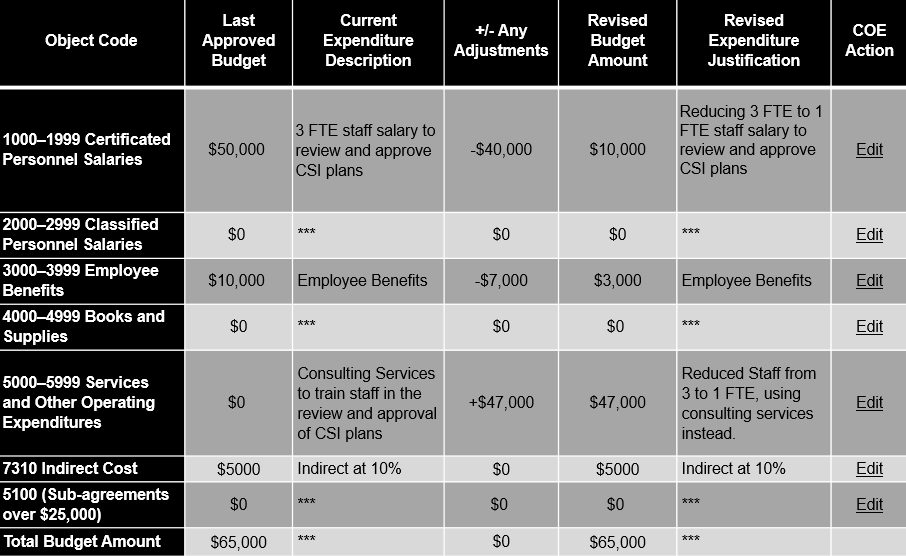 Object Code
Last
Approved
Budget
Current
Expenditure
Description
+/- Any
Adjustments
Revised
Budget
Amount
Revised
Expenditure
Justification
COE
Action
1000–1999 Certificated
Personnel Salaries
$50,000
3 FTE staff salary to
review and approve
CSI plans
-$40,000
$10,000
Reducing 3 FTE to 1
FTE staff salary to
review and approve
CSI plans
Edit
2000–2999 Classified
Personnel Salaries
$0
***
$0
$0
***
Edit
3000–3999 Employee
Benefits
$10,000
Employee Benefits
-$7,000
$3,000
Employee Benefits
Edit
4000–4999 Books and
Supplies
$0
***
$0
$0
***
Edit
5000–5999 Services
and Other Operating
Expenditures
$0
Consulting Services
to train staff in the
review and approval
of CSI plans
+$47,000
$47,000
Reduced Staff from
3 to 1 FTE, using
consulting services
instead.
Edit
7310 Indirect Cost
$5000
Indirect at 10%
$0
$5000
Indirect at 10%
Edit
5100 (Sub-agreements
over $25,000)
$0
***
$0
$0
***
Edit
Total Budget Amount
$65,000
***
$0
$65,000
***